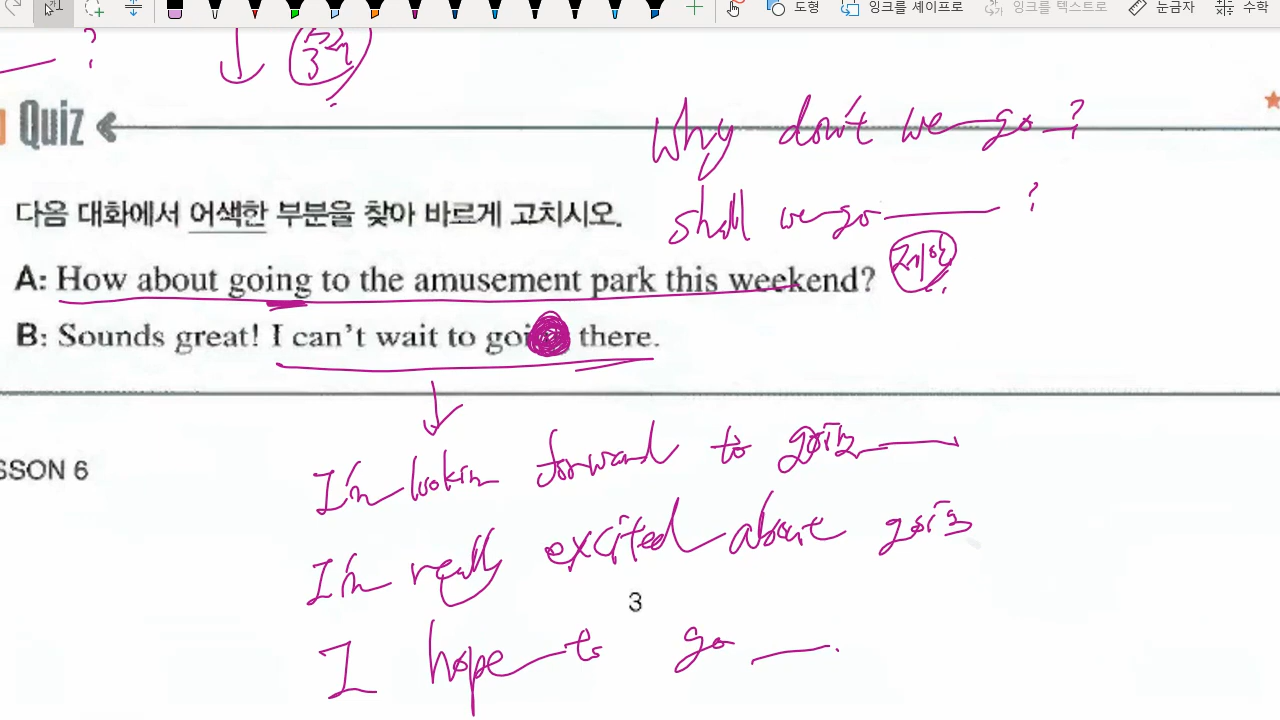 도형 잉크를 셰이프로 잉크를 텍스트로 눈금자 수학
?
Quiz
Why don't we go ?
다음 대화에서 어색한 부분을 찾아 바르게 고치시오.
shall we go ?
A: How about going to the amusement park this weekend?
제안
B: Sounds great! I can't wait to goi there.
SSON 6
I'm lookin forward to going
I'm really excited about going
3
I hope to go .